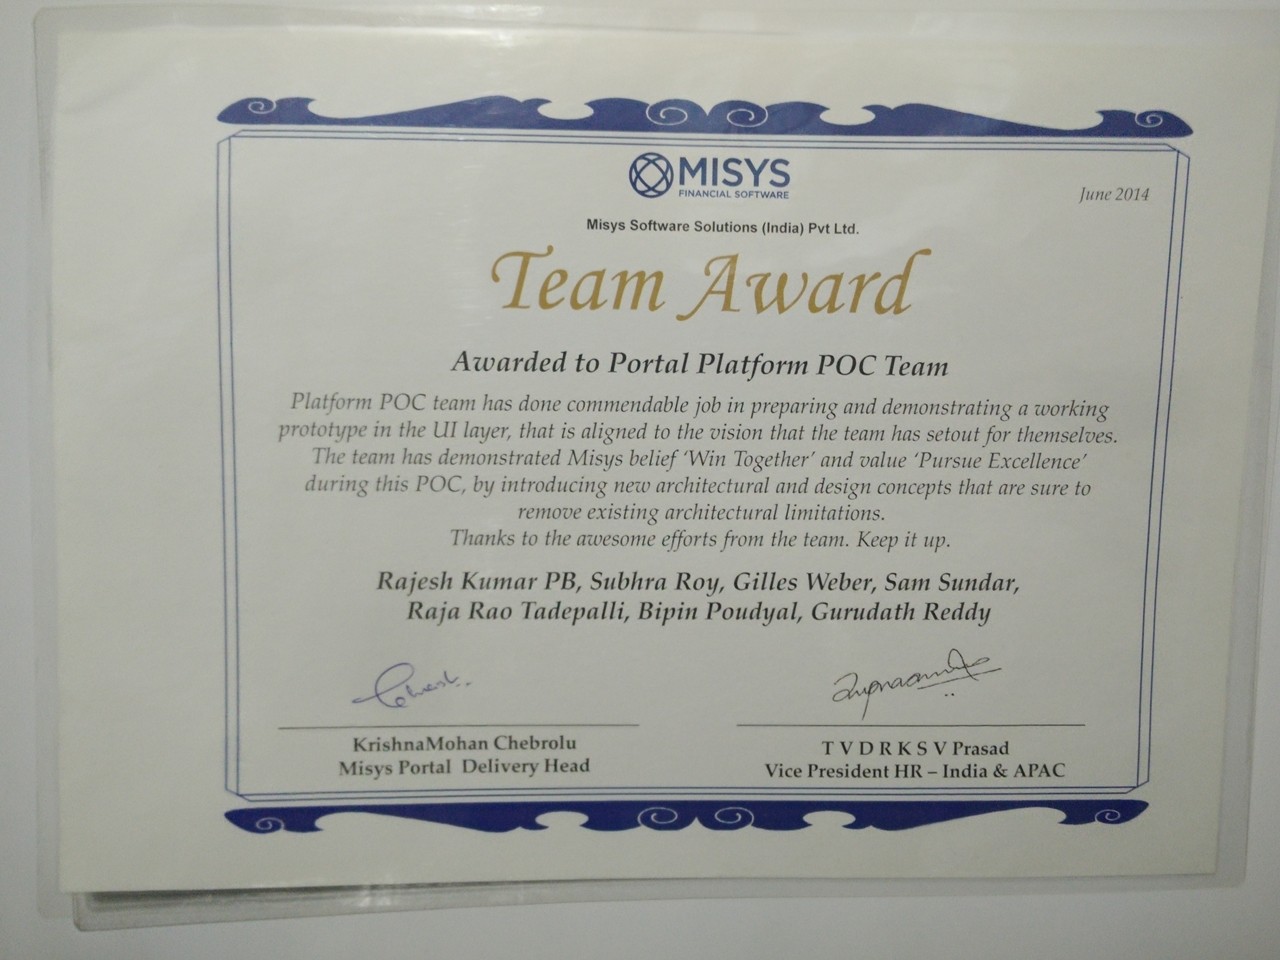 MISYS
FINANCIAL SOFTWARE
June 2014
Misys Software Solutions (India) Pvt Ltd.
Team Award
Awarded to Portal Platform POC Team
Platform POC team has done commendable job in preparing and demonstrating a working
prototype in the UI layer, that is aligned to the vision that the team has setout for themselves.
The team has demonstrated Misys belief ‘Win Together’ and value ‘Pursue Excellence’
during this POC, by introducing new architectural and design concepts that are sure to
remove existing architectural limitations.
Thanks to the awesome efforts from the team. Keep it up.
Rajesh Kumar PB, Subhra Roy, Gilles Weber, Sam Sundar,
Raja Rao Tadepalli, Bipin Poudyal, Gurudath Reddy
KrishnaMohan Chebrolu
Misys Portal Delivery Head
T V D R K S V Prasad
Vice President HR – India & APAC